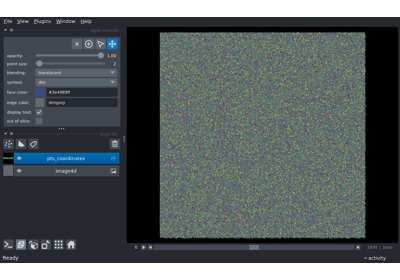 File View Plugins Window Help
opacity: 1.00
point size: 2
blending: translucent
symbol: disc
face color:
edge color: dimgrey
display text: ✓
out of slice:
pts_coordinates
image4d
0
Ready
activity